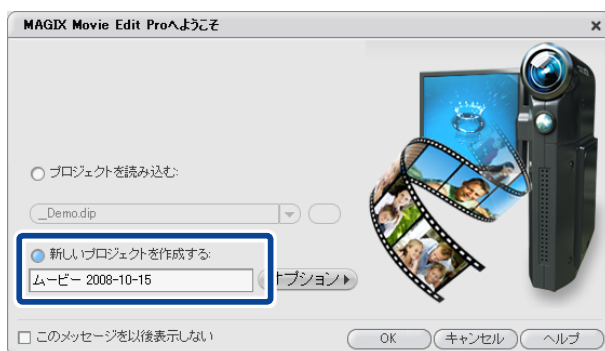 MAGIX Movie Edit Proへようこそ
プロジェクトを読み込む:
_Demo.dip
新しいプロジェクトを作成する:
ムービー 2008-10-15
オプション
このメッセージを以後表示しない
OK キャンセル ヘルプ